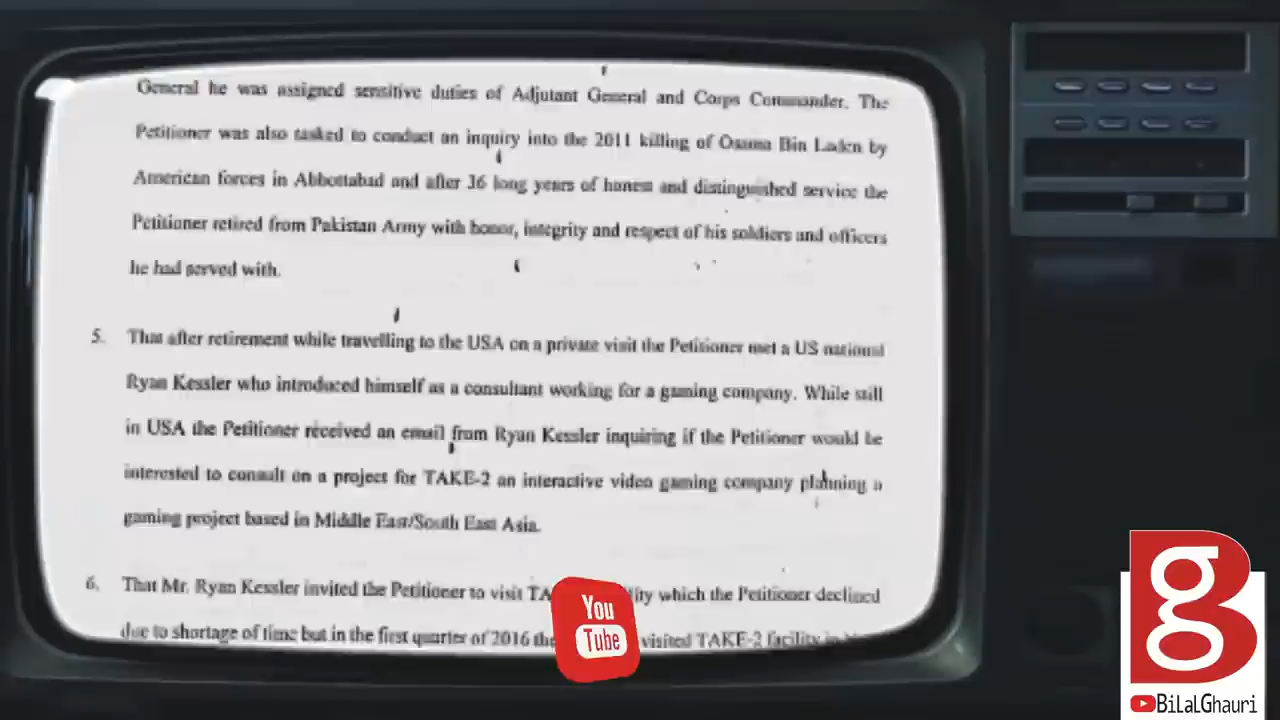 General he was assigned sensitive duties of Adjutant General and Corps Commander. The
Petitioner was also tasked to conduct an inquiry into the 2011 killing of Osama Bin Laden by
American forces in Abbottabad and after 36 long years of honest and distinguished service the
Petitioner retired from Pakistan Army with honor, integrity and respect of his soldiers and officers
he had served with.
5. That after retirement while travelling to the USA on a private visit the Petitioner met a US national
Ryan Kessler who introduced himself as a consultant working for a gaming company. While still
in USA the Petitioner received an email from Ryan Kessler inquiring if the Petitioner would be
interested to consult on a project for TAKE-2 an interactive video gaming company planning a
gaming project based in Middle East/South East Asia.
6. That Mr. Ryan Kessler invited the Petitioner to visit which the Petitioner declined
due to shortage of time but in the first quarter of 2016 the visited TAKE-2 facility in
You
Tube
gB
BiLaLGhauri